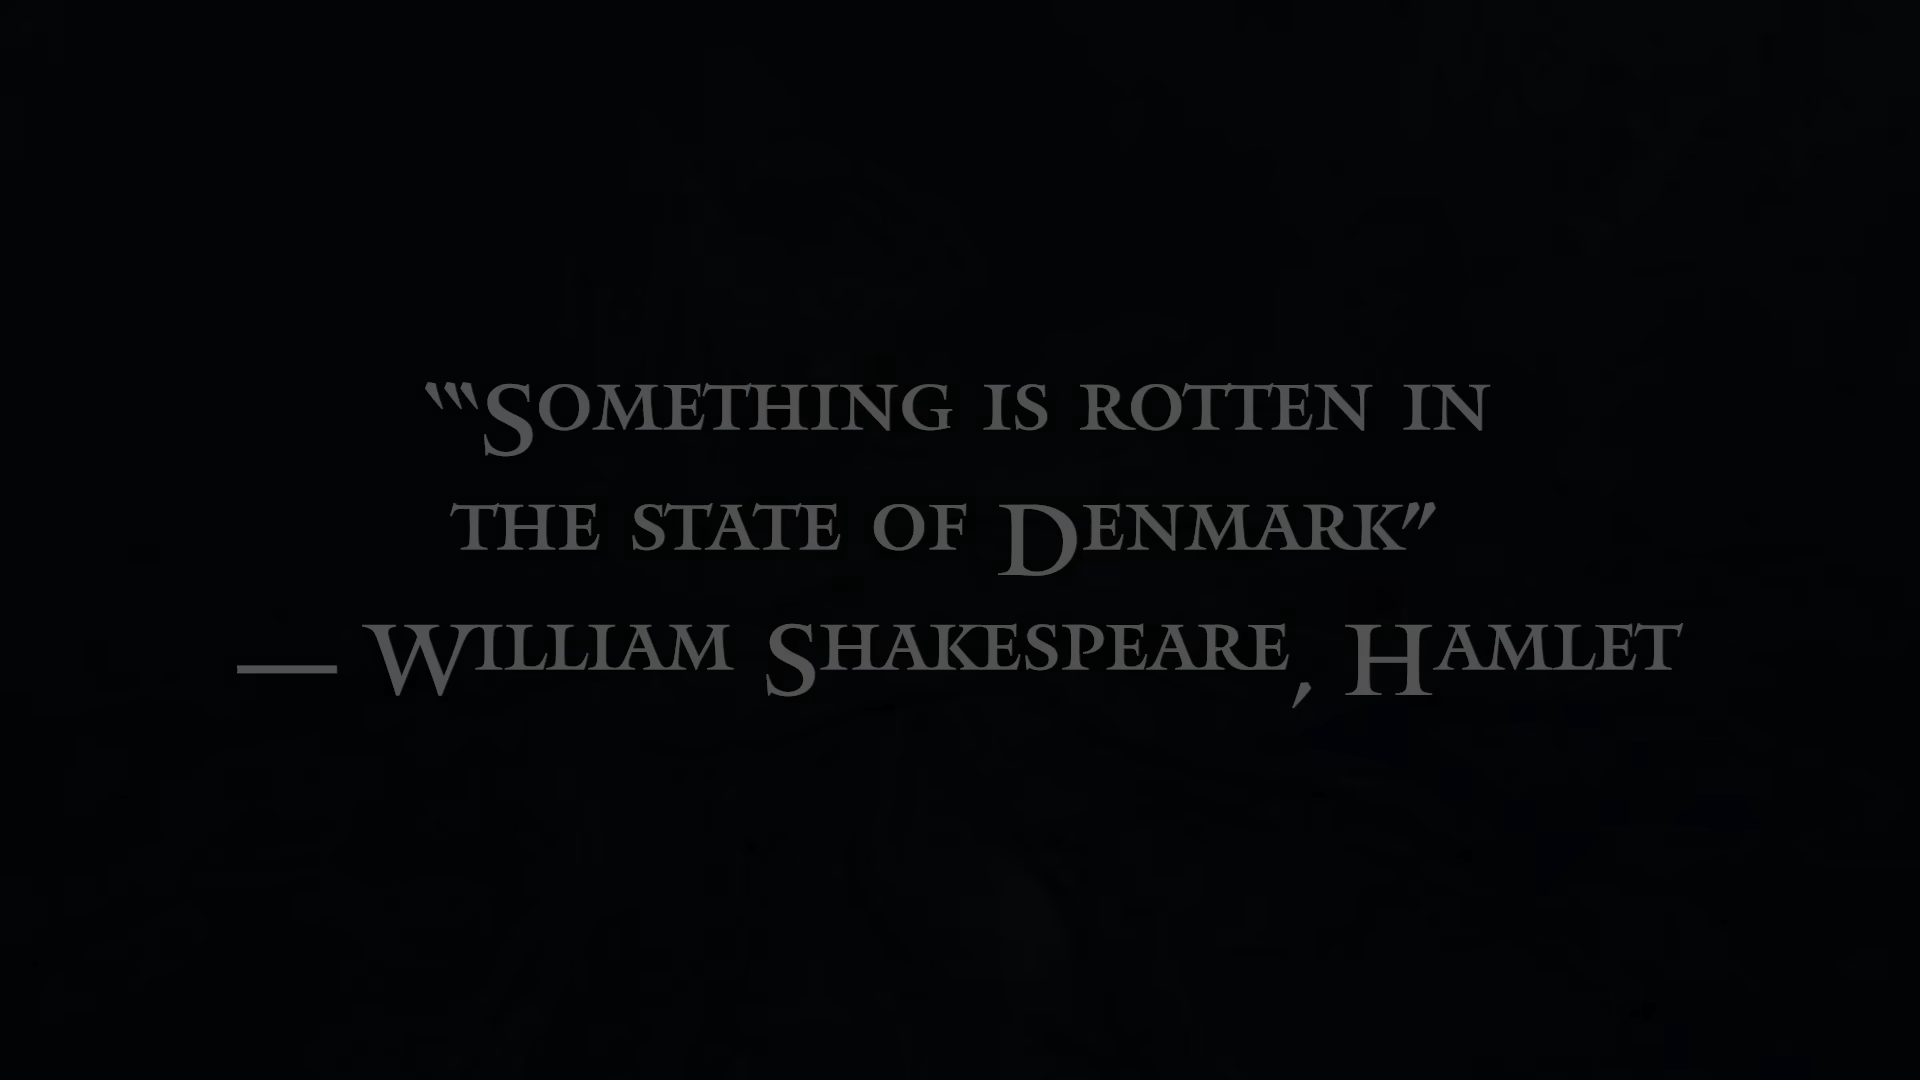 “‘Something is rotten in
the state of Denmark”
— William Shakespeare, Hamlet